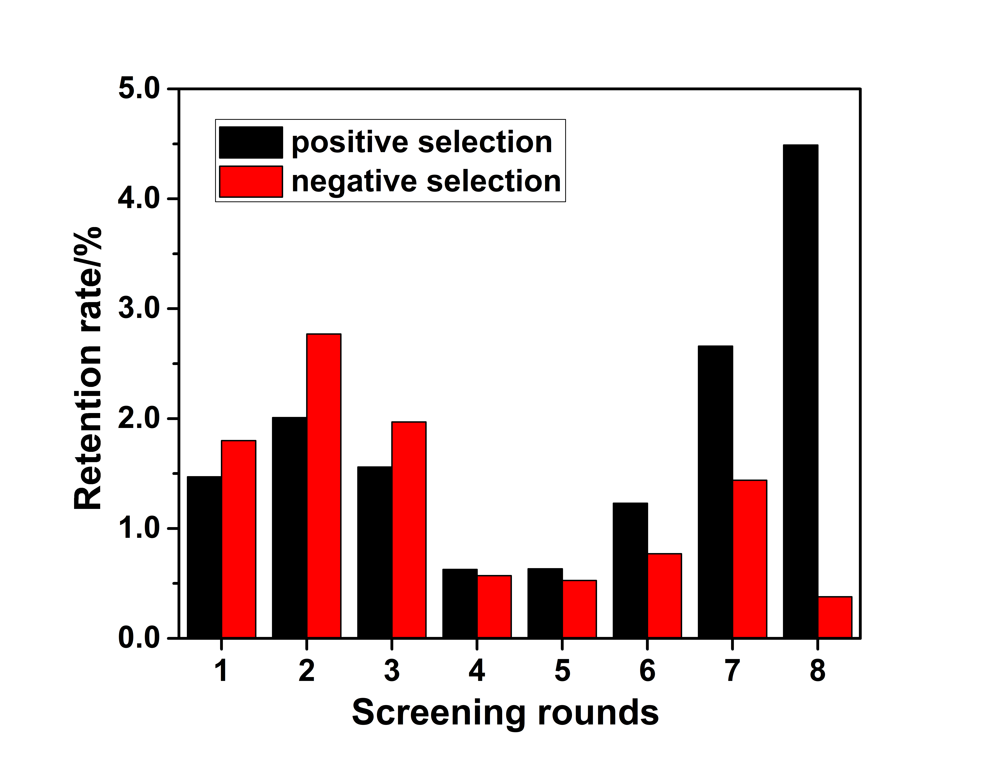 5.0
positive selection
negative selection
4.0
3.0
2.0
1.0
0.0
Retention rate/%
1 2 3 4 5 6 7 8
Screening rounds